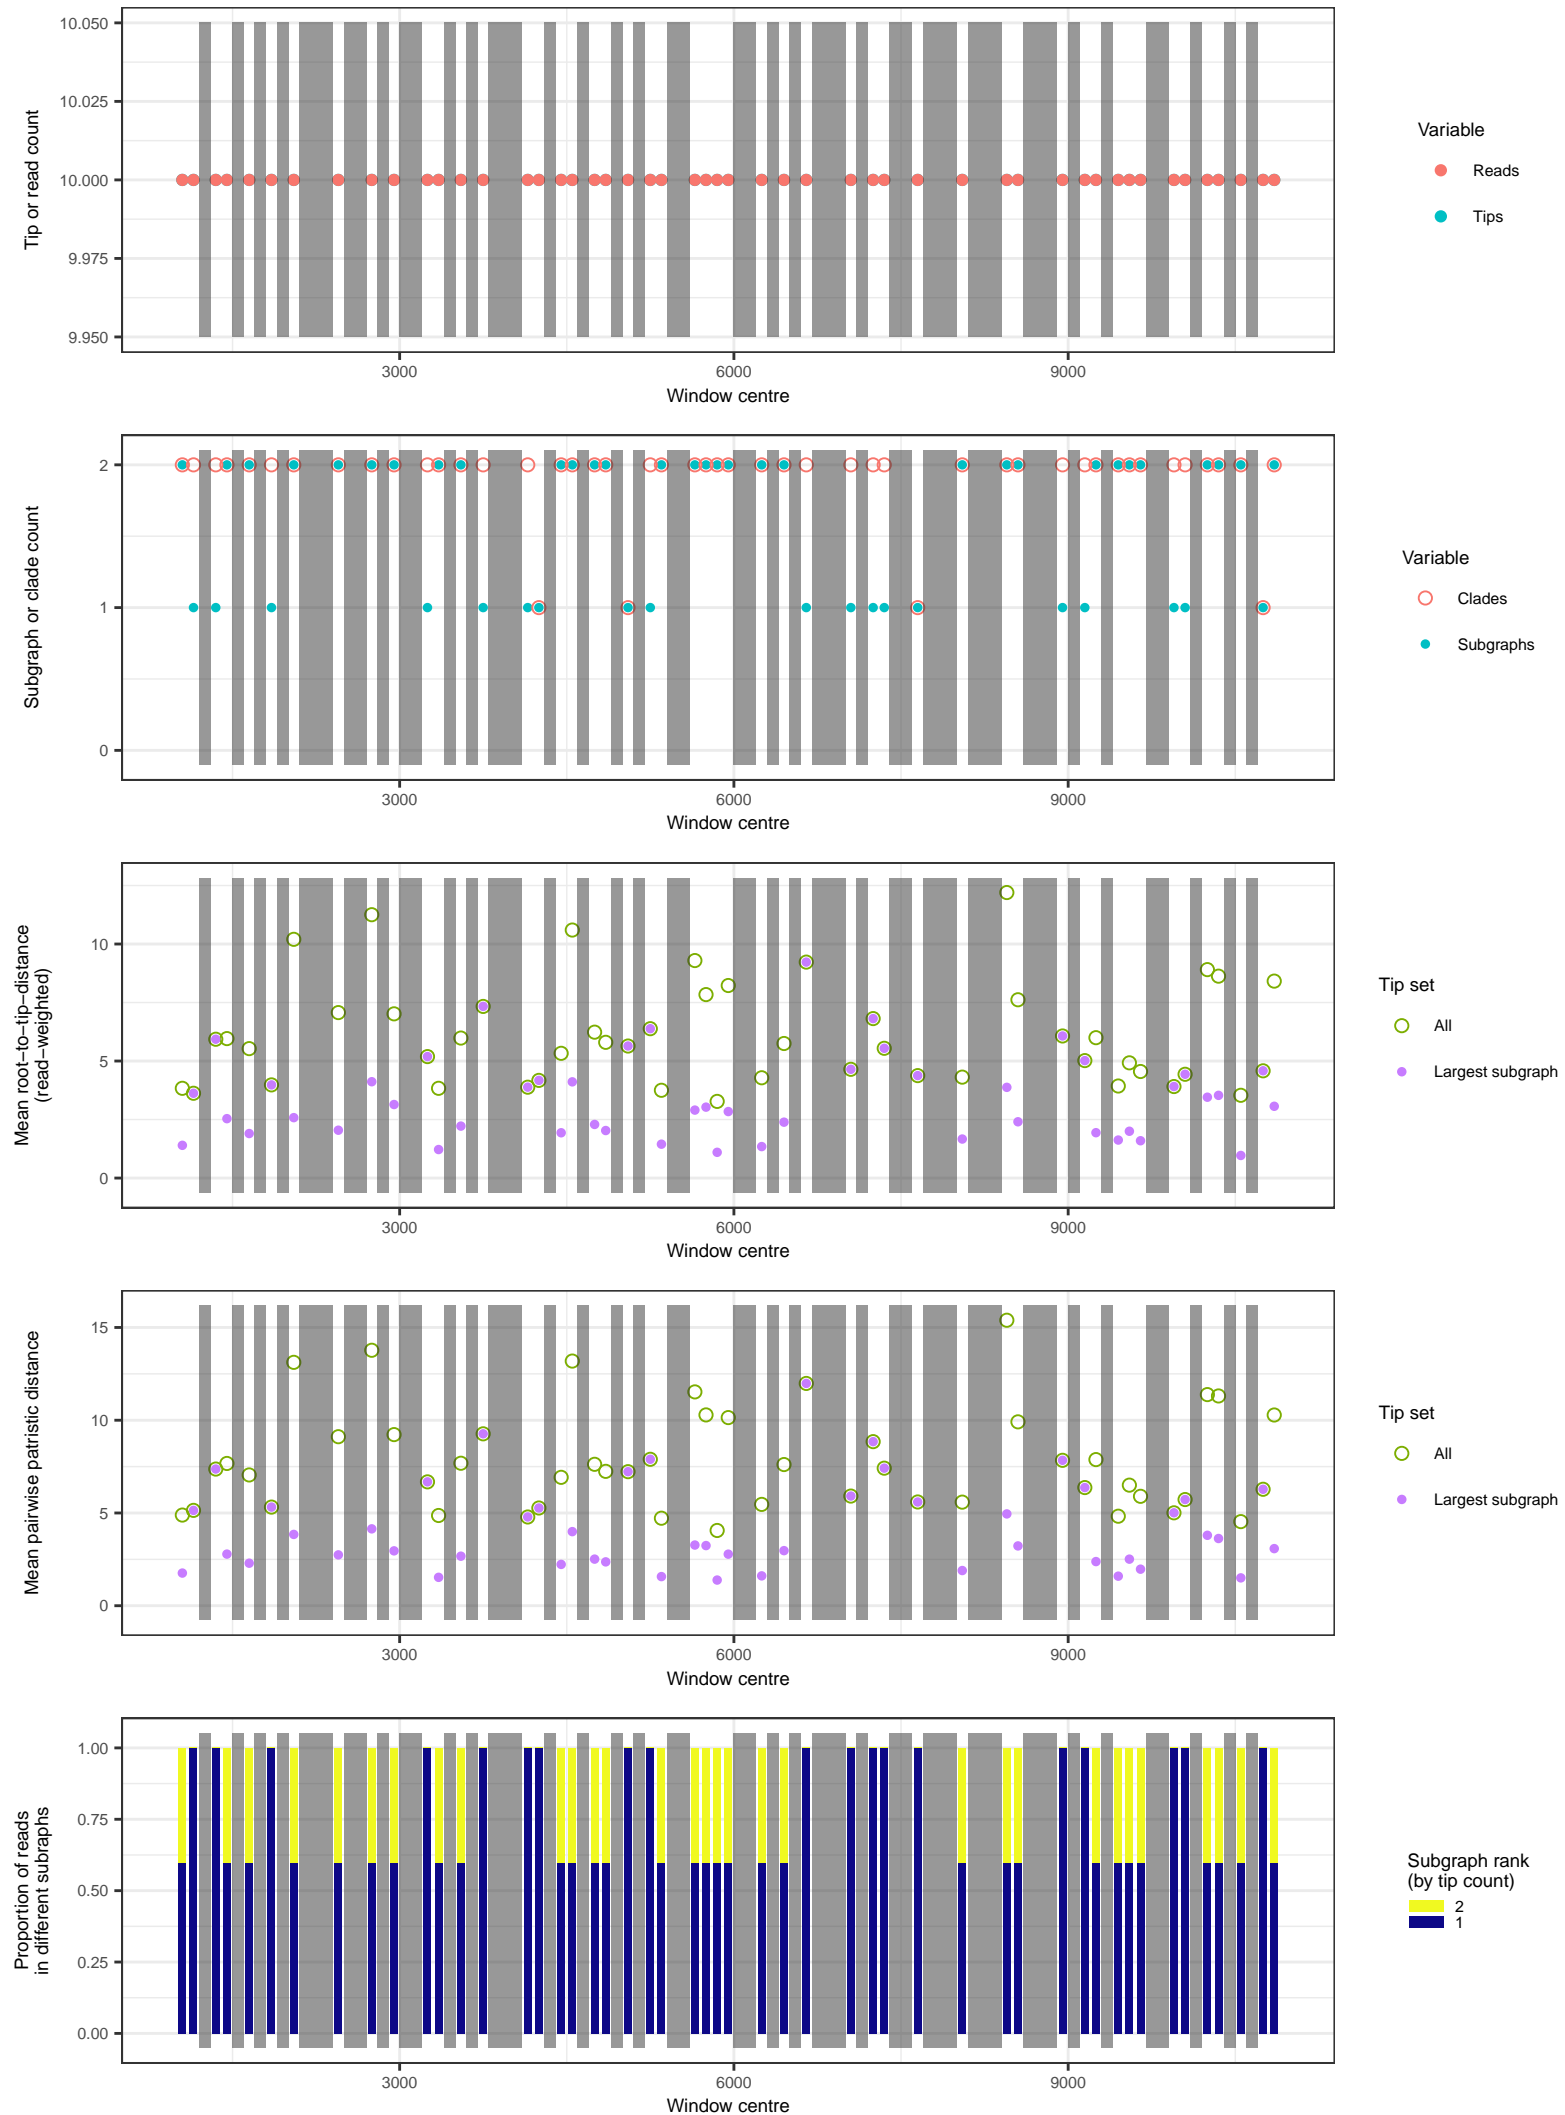 10.050
10.025
10.000
9.975
9.950
Tip or read count
3000
6000
9000
Window centre
Variable
Reads
Tips
2
1
0
Subgraph or clade count
3000
6000
9000
Window centre
Variable
Clades
Subgraphs
10
5
0
Mean root−to−tip−distance
(read−weighted)
3000
6000
9000
Window centre
Tip set
All
Largest subgraph
15
10
5
0
Mean pairwise patristic distance
3000
6000
9000
Window centre
Tip set
All
Largest subgraph
1.00
0.75
0.50
0.25
0.00
Proportion of reads
in different subraphs
3000
6000
9000
Window centre
Subgraph rank
(by tip count)
2
1